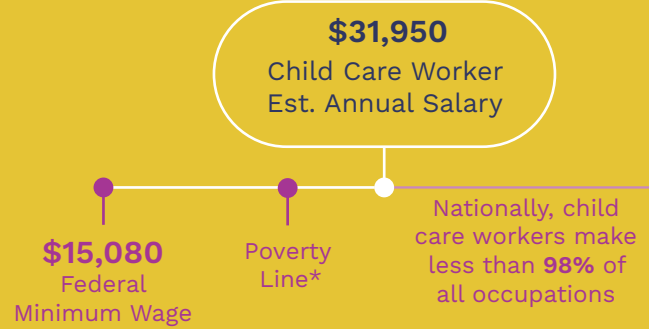 $31,950
Child Care Worker
Est. Annual Salary
$15,080
Federal
Minimum Wage
Poverty
Line*
Nationally, child
care workers make
less than 98% of
all occupations